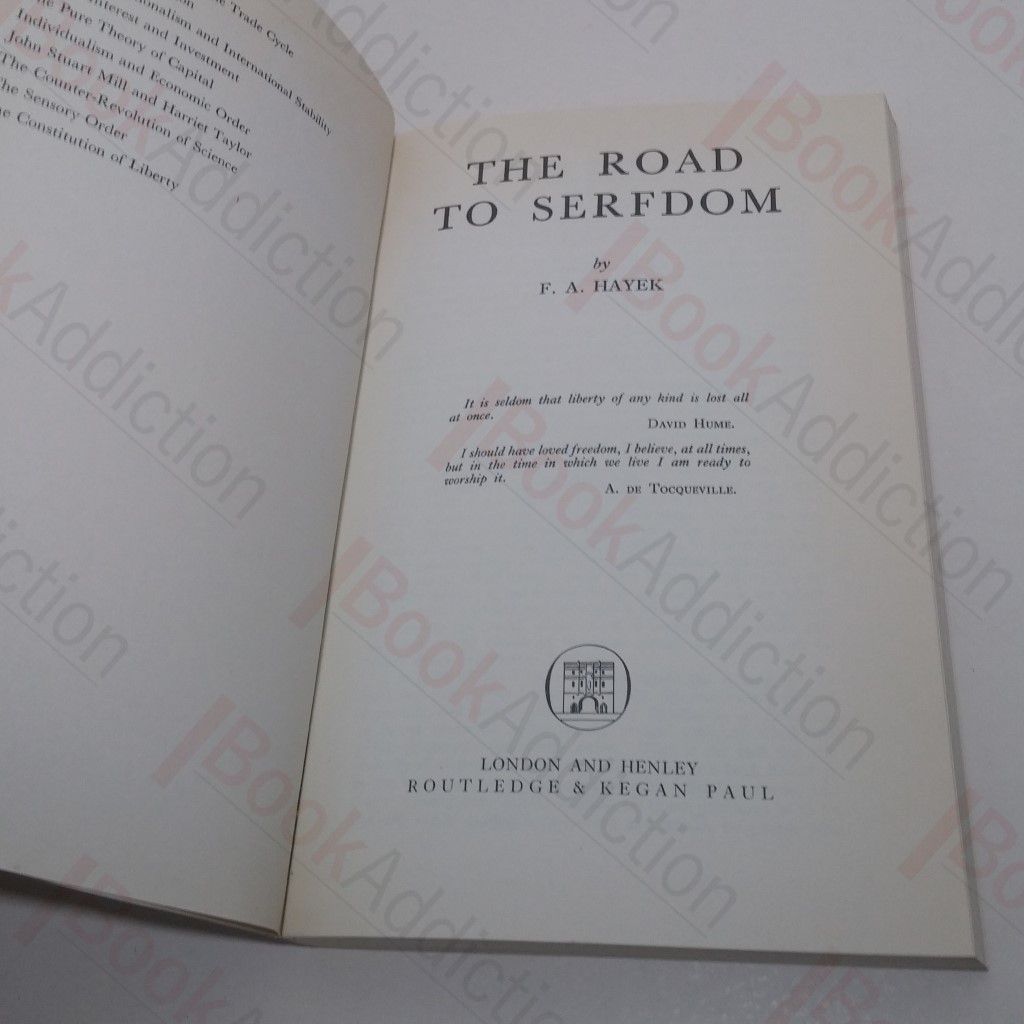 Trade Cycle
and International Stability
Interest and Investment
Pure Theory of Capital
Individualism and Economic Order
John Stuart Mill and Harriet Taylor
The Counter-Revolution of Science
The Sensory Order
Constitution of Liberty
THE ROAD
TO SERFDOM
by
F. A. HAYEK
It is seldom that liberty of any kind is lost all
at once.
DAVID HUME.
I should have loved freedom, I believe, at all times,
but in the time in which we live I am ready to
worship it.
A. DE TOCQUEVILLE.
LONDON AND HENLEY
ROUTLEDGE & KEGAN PAUL
BookAddiction